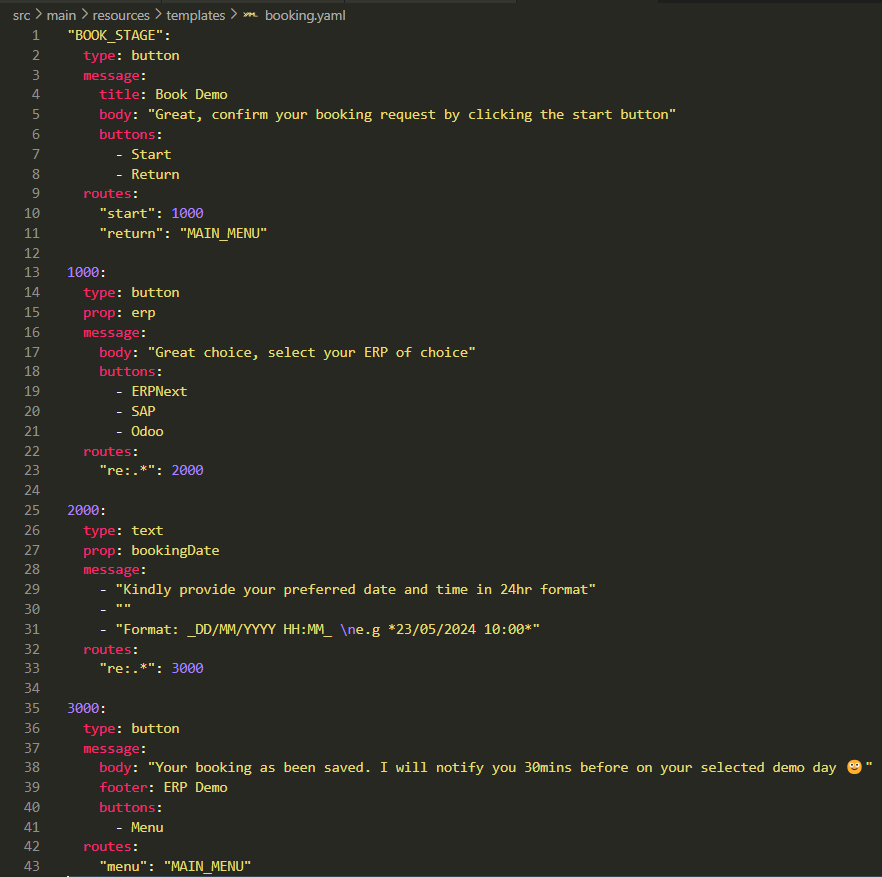 src > main > resources > templates > booking.yaml
1 "BOOK_STAGE":
2   type: button
3   message:
4     title: Book Demo
5     body: "Great, confirm your booking request by clicking the start button"
6     buttons:
7       - Start
8       - Return
9   routes:
10     "start": 1000
11     "return": "MAIN_MENU"
12
13 1000:
14   type: button
15   prop: erp
16   message:
17     body: "Great choice, select your ERP of choice"
18     buttons:
19       - ERPNext
20       - SAP
21       - Odoo
22   routes:
23     "re:.*": 2000
24
25 2000:
26   type: text
27   prop: bookingDate
28   message:
29     - "Kindly provide your preferred date and time in 24hr format"
30     - ""
31     - "Format: _DD/MM/YYYY HH:MM_ \ne.g *23/05/2024 10:00*"
32   routes:
33     "re:.*": 3000
34
35 3000:
36   type: button
37   message:
38     body: "Your booking as been saved. I will notify you 30mins before on your selected demo day 🙂"
39     footer: ERP Demo
40     buttons:
41       - Menu
42   routes:
43     "menu": "MAIN_MENU"